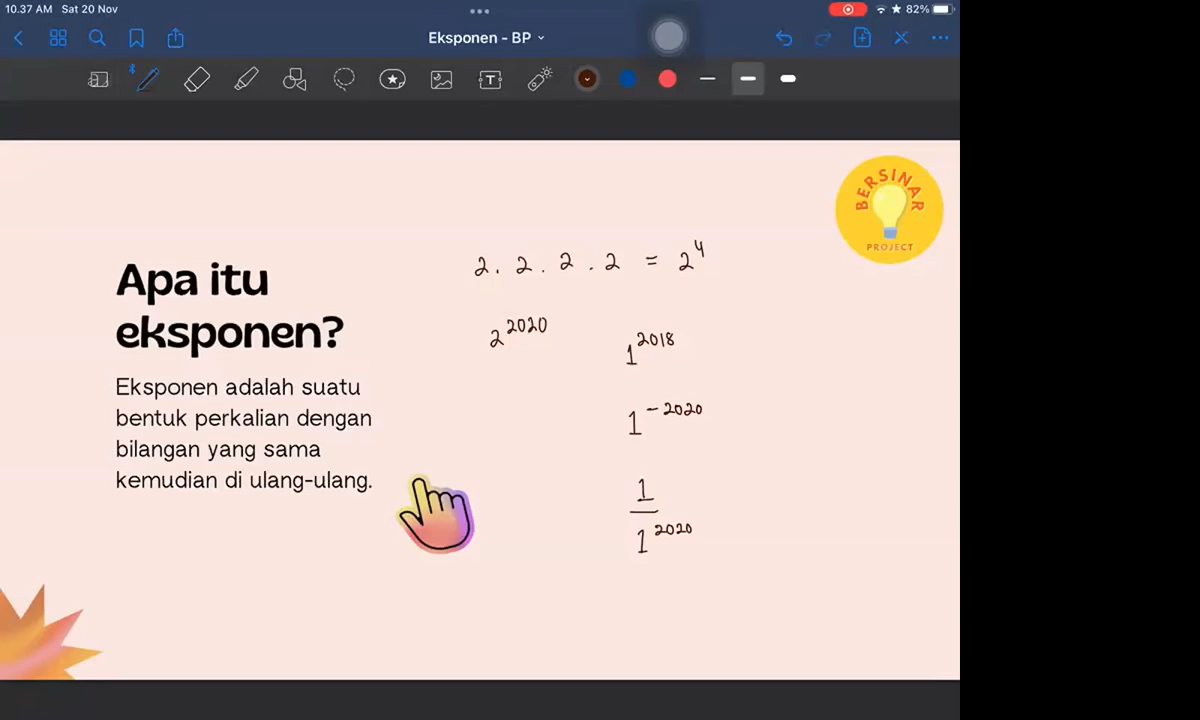 10.37 AM Sat 20 Nov
82%
Eksponen - BP
T
BERSINAR
PROJECT
Apa itu
eksponen?
Eksponen adalah suatu
bentuk perkalian dengan
bilangan yang sama
kemudian di ulang-ulang.
2 . 2 . 2 . 2 = 2⁴
2²⁰²⁰
1²⁰¹⁸
1⁻²⁰²⁰
1
1²⁰²⁰